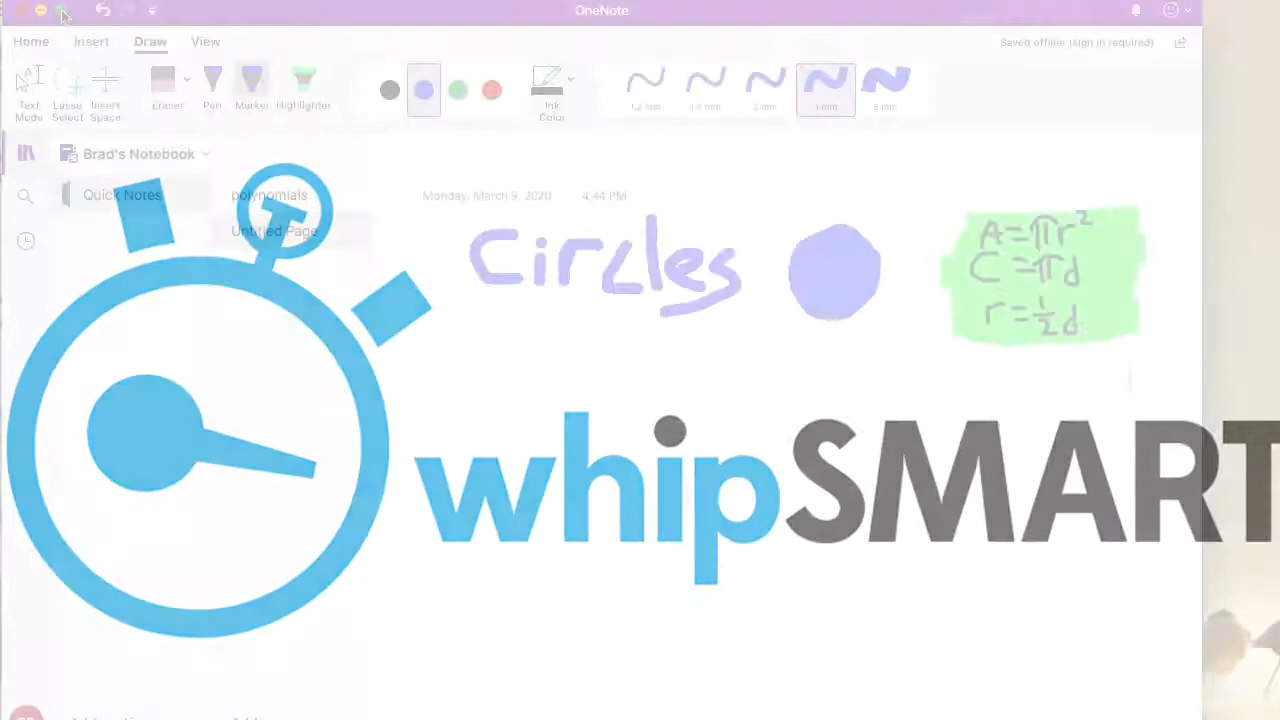 OneNote
Home Insert Draw View
Saved offline (sign in required)
Text Mode
Lasso Select
Insert Space
Eraser
Pen
Marker
Highlighter
Ink Color
Brad's Notebook
Quick Notes
polynomials
Untitled Page
Monday, March 9, 2020 4:44 PM
Circles
A=πr²
C=πd
r=½d
whipSMART